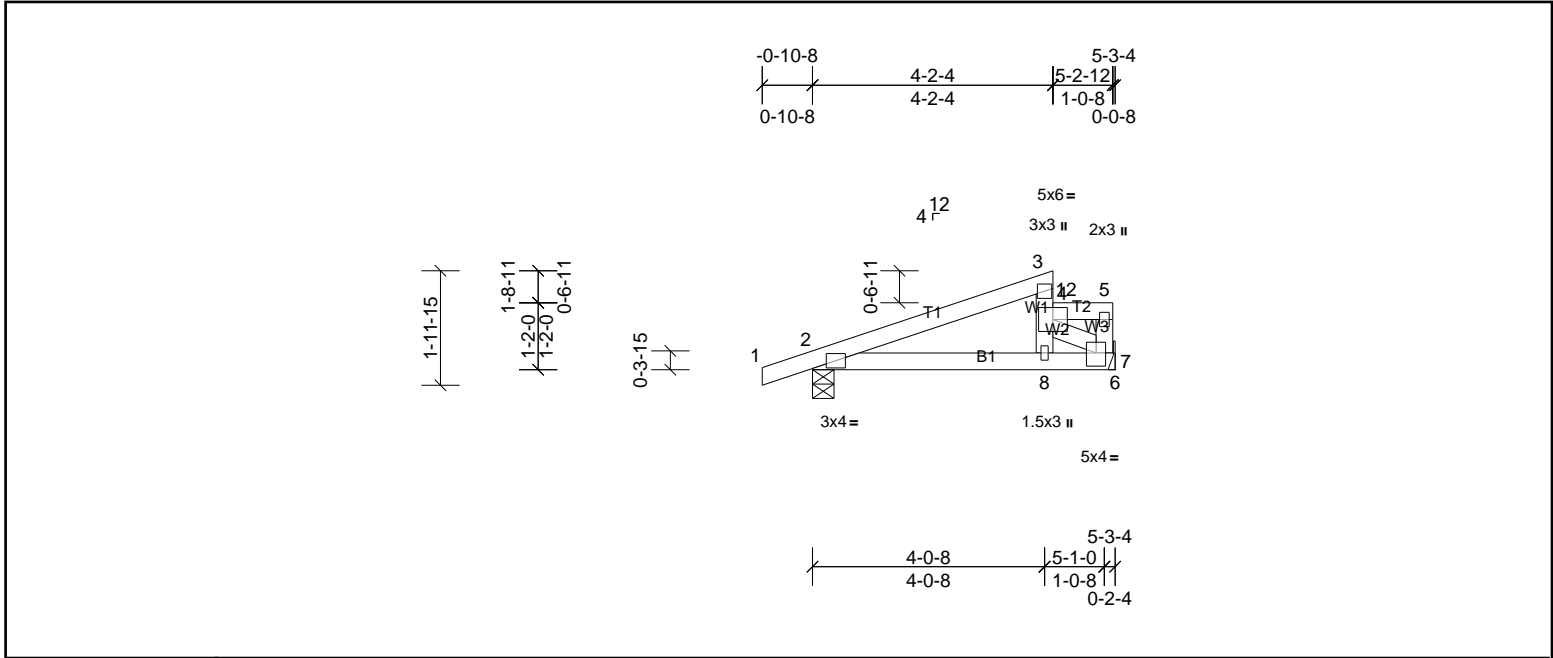 -0-10-8 5-3-4
4-2-4 5-2-12
4-2-4 1-0-8
0-10-8 0-0-8
5x6 =
12
4
3x3 II 2x3 II
3
1-8-11 0-6-11 0-6-11
4 12 5
W1 T2
T1
1-11-15
1-2-0 1-2-0
W2 W3
2
0-3-15
1 B1 7
8 6
3x4 = 1.5x3 II
5x4 =
5-3-4
4-0-8 5-1-0
4-0-8 1-0-8
0-2-4